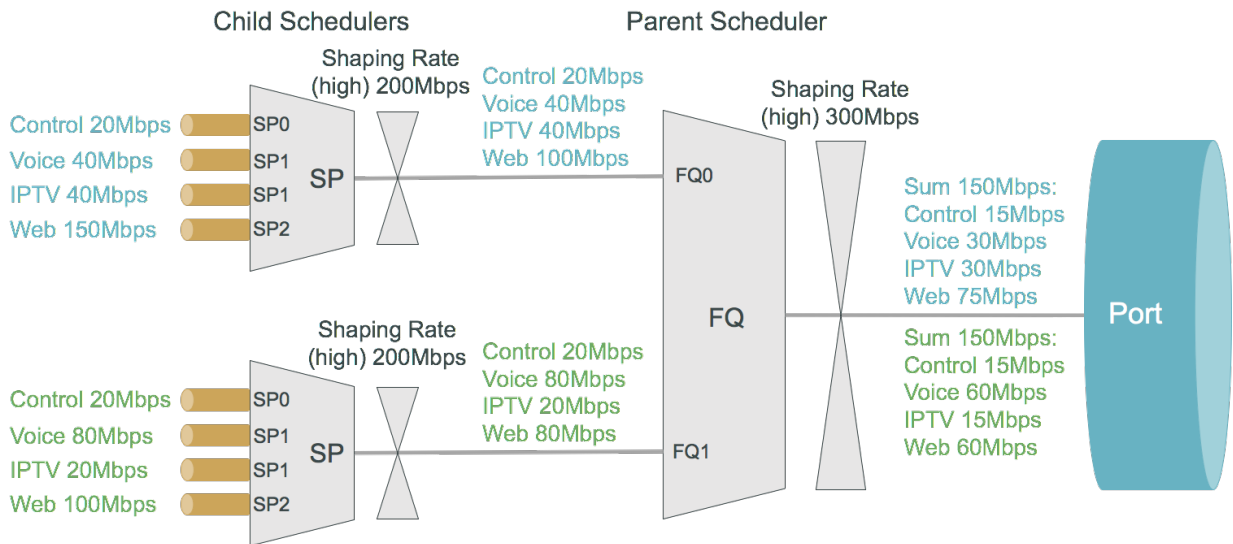 Child Schedulers
Parent Scheduler
Shaping Rate
(high) 200Mbps
Control 20Mbps
Voice 40Mbps
IPTV 40Mbps
Web 100Mbps
Shaping Rate
(high) 300Mbps
Control 20Mbps
Voice 40Mbps
IPTV 40Mbps
Web 150Mbps
SP0
SP1
SP1
SP2
SP
FQ0
Sum 150Mbps:
Control 15Mbps
Voice 30Mbps
IPTV 30Mbps
Web 75Mbps
FQ
Port
Shaping Rate
(high) 200Mbps
Control 20Mbps
Voice 80Mbps
IPTV 20Mbps
Web 80Mbps
Sum 150Mbps:
Control 15Mbps
Voice 60Mbps
IPTV 15Mbps
Web 60Mbps
Control 20Mbps
Voice 80Mbps
IPTV 20Mbps
Web 100Mbps
SP0
SP1
SP1
SP2
SP
FQ1